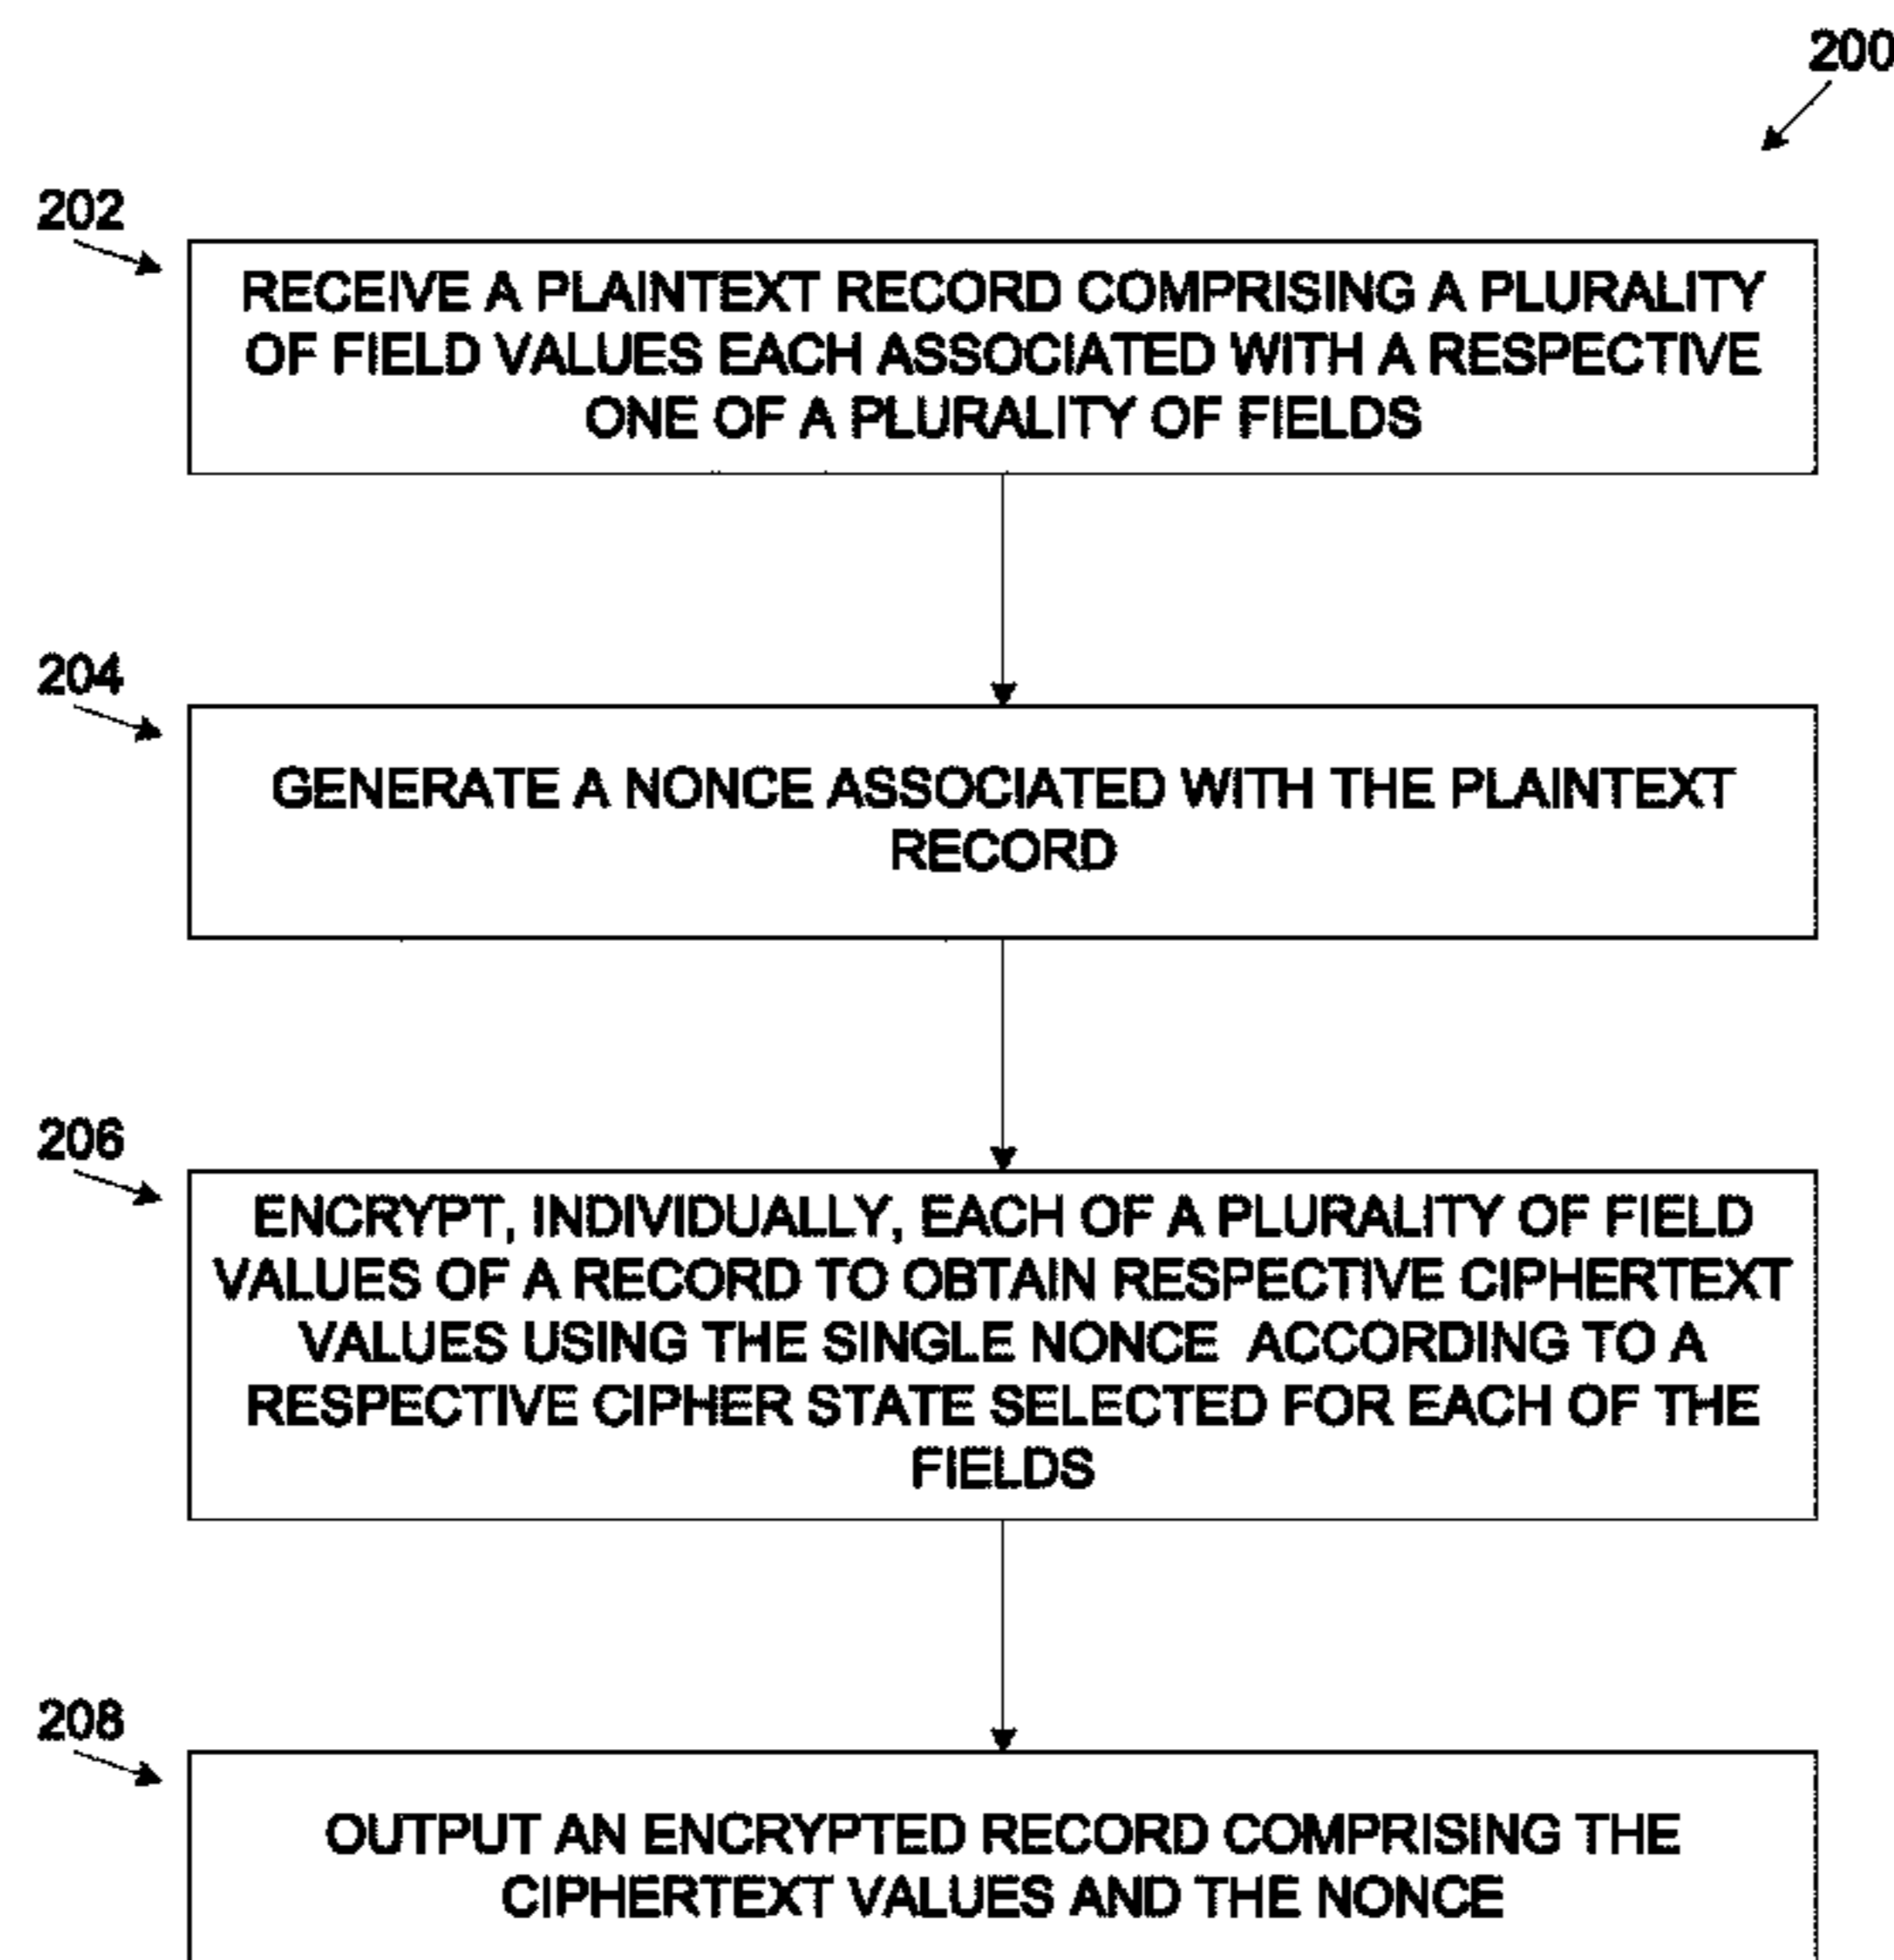 200
202
RECEIVE A PLAINTEXT RECORD COMPRISING A PLURALITY
OF FIELD VALUES EACH ASSOCIATED WITH A RESPECTIVE
ONE OF A PLURALITY OF FIELDS
204
GENERATE A NONCE ASSOCIATED WITH THE PLAINTEXT
RECORD
206
ENCRYPT, INDIVIDUALLY, EACH OF A PLURALITY OF FIELD
VALUES OF A RECORD TO OBTAIN RESPECTIVE CIPHERTEXT
VALUES USING THE SINGLE NONCE ACCORDING TO A
RESPECTIVE CIPHER STATE SELECTED FOR EACH OF THE
FIELDS
208
OUTPUT AN ENCRYPTED RECORD COMPRISING THE
CIPHERTEXT VALUES AND THE NONCE